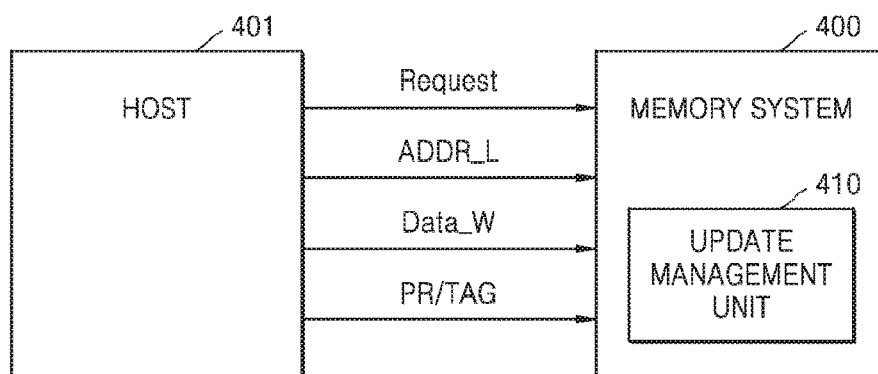 401
400
HOST
Request
MEMORY SYSTEM
ADDR_L
410
Data_W
UPDATE
MANAGEMENT
UNIT
PR/TAG